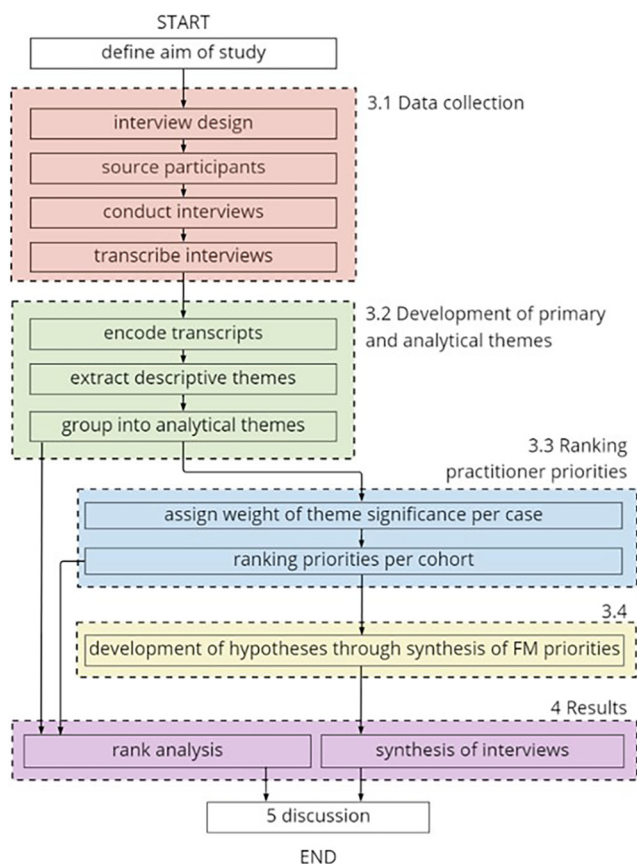 START
define aim of study
3.1 Data collection
interview design
source participants
conduct interviews
transcribe interviews
3.2 Development of primary
and analytical themes
encode transcripts
extract descriptive themes
group into analytical themes
3.3 Ranking
practitioner priorities
assign weight of theme significance per case
ranking priorities per cohort
3.4
development of hypotheses through synthesis of FM priorities
4 Results
rank analysis
synthesis of interviews
5 discussion
END